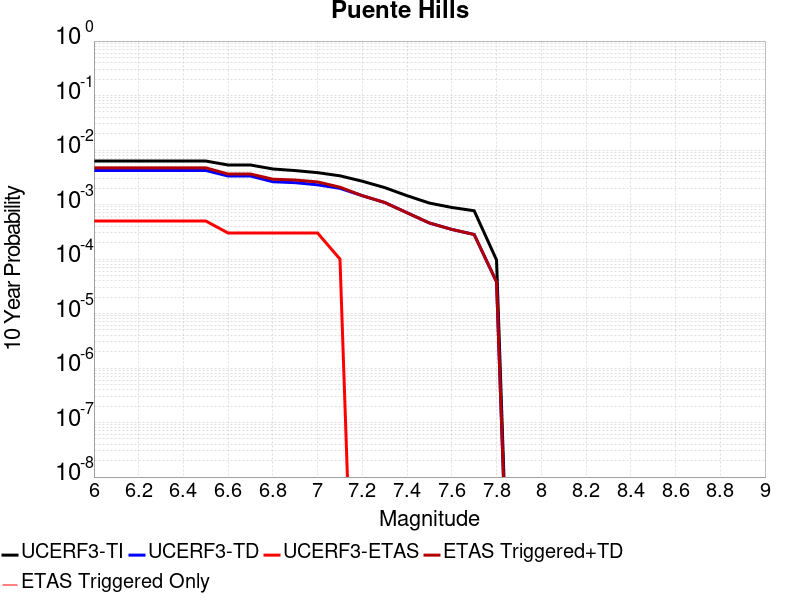 Puente Hills
10 Year Probability
10^0
10^-1
10^-2
10^-3
10^-4
10^-5
10^-6
10^-7
10^-8
6 6.2 6.4 6.6 6.8 7 7.2 7.4 7.6 7.8 8 8.2 8.4 8.6 8.8 9
Magnitude
UCERF3-TI UCERF3-TD UCERF3-ETAS ETAS Triggered+TD
ETAS Triggered Only